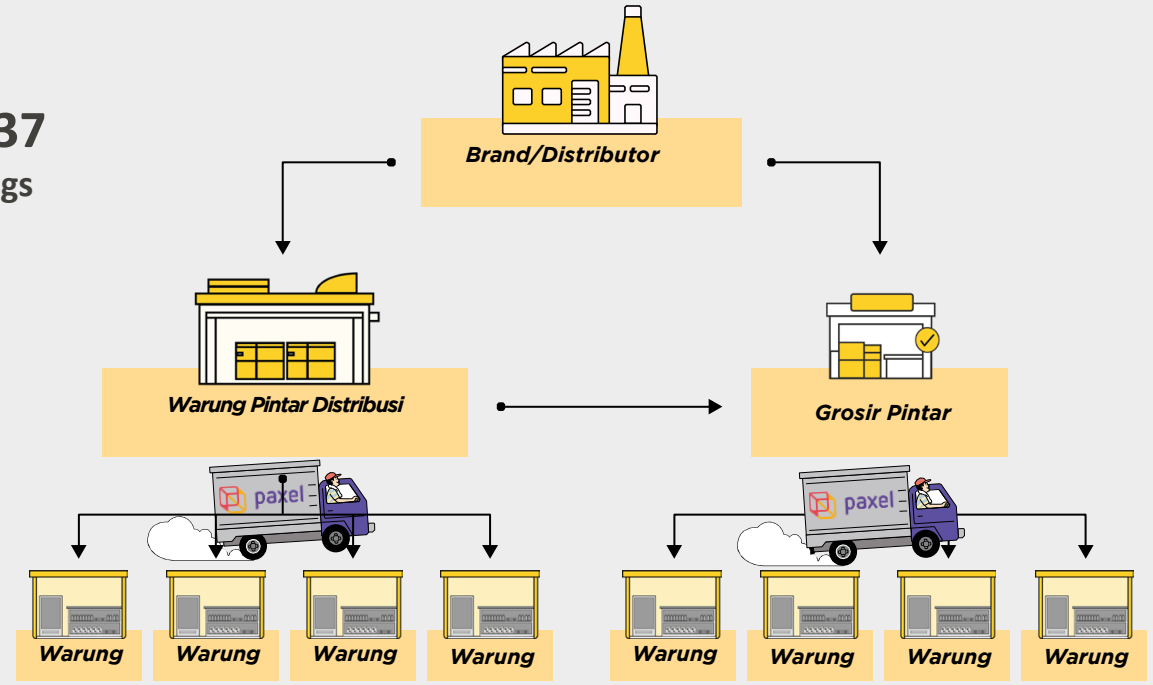 37
gs
Brand/Distributor
Warung Pintar Distribusi
Grosir Pintar
paxel
paxel
Warung
Warung
Warung
Warung
Warung
Warung
Warung
Warung